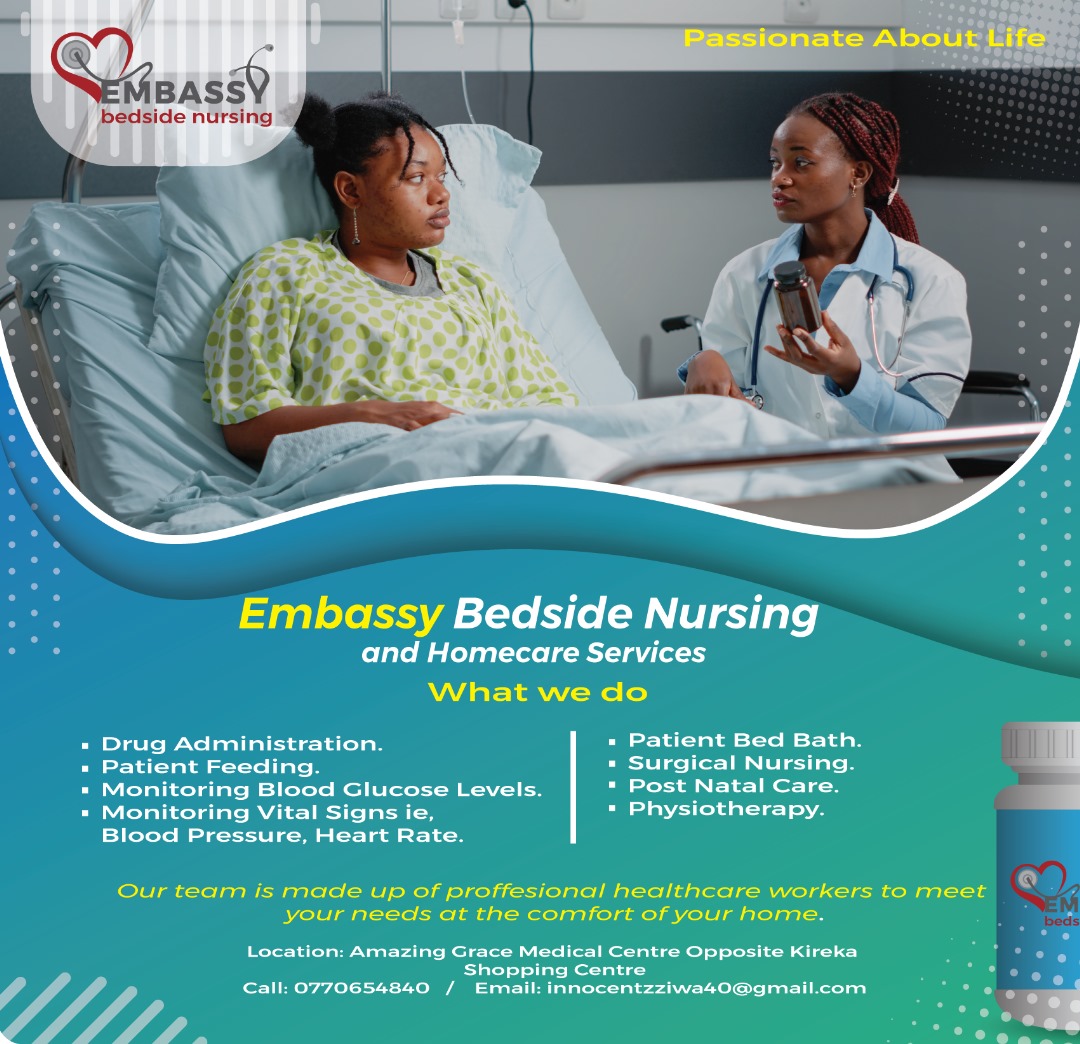 EMBASSY
bedside nursing
Passionate About Life
Embassy Bedside Nursing
and Homecare Services
What we do
▪ Drug Administration.
▪ Patient Feeding.
▪ Monitoring Blood Glucose Levels.
▪ Monitoring Vital Signs ie,
Blood Pressure, Heart Rate.
▪ Patient Bed Bath.
▪ Surgical Nursing.
▪ Post Natal Care.
▪ Physiotherapy.
Our team is made up of proffesional healthcare workers to meet
your needs at the comfort of your home.
Location: Amazing Grace Medical Centre Opposite Kireka
Shopping Centre
Call: 0770654840 / Email: innocentzziwa40@gmail.com
EM
beds